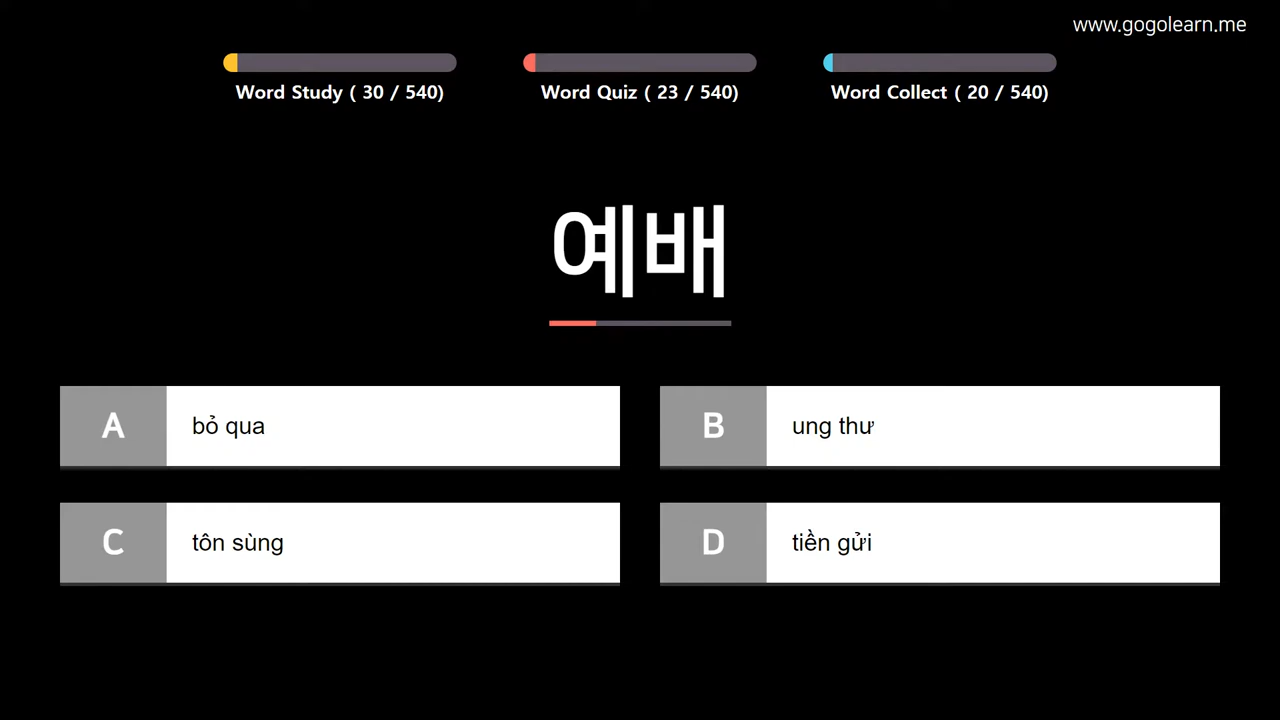 www.gogolearn.me
Word Study ( 30 / 540)
Word Quiz ( 23 / 540)
Word Collect ( 20 / 540)
예배
A bỏ qua
B ung thư
C tôn sùng
D tiền gửi